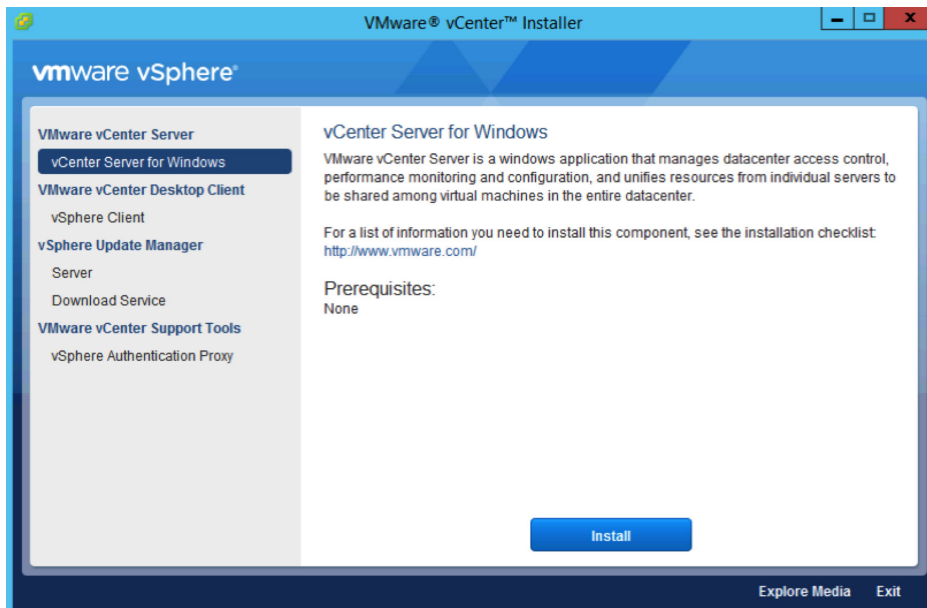 VMware® vCenter™ Installer
vmware vSphere®
VMware vCenter Server
vCenter Server for Windows
VMware vCenter Desktop Client
vSphere Client
vSphere Update Manager
Server
Download Service
VMware vCenter Support Tools
vSphere Authentication Proxy
vCenter Server for Windows
VMware vCenter Server is a windows application that manages datacenter access control,
performance monitoring and configuration, and unifies resources from individual servers to
be shared among virtual machines in the entire datacenter.
For a list of information you need to install this component, see the installation checklist:
http://www.vmware.com/
Prerequisites:
None
Install
Explore Media Exit